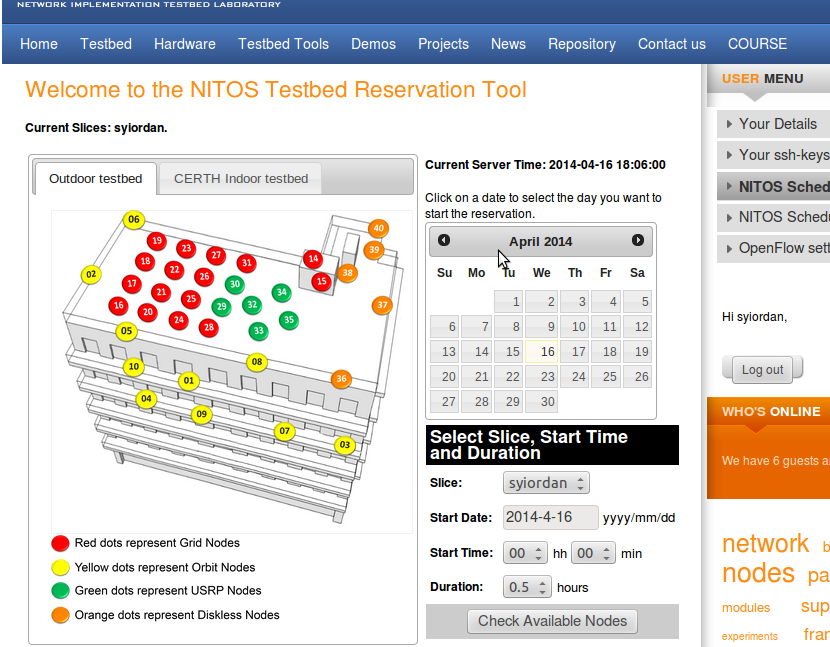 NETWORK IMPLEMENTATION TESTBED LABORATORY
Home Testbed Hardware Testbed Tools Demos Projects News Repository Contact us COURSE
Welcome to the NITOS Testbed Reservation Tool
Current Slices: syiordan.
Outdoor testbed CERTH Indoor testbed
06
40
19
23
39
27
14
18
31
22
38
02
26
15
17
30
34
21
25
16
29
32
37
20
24
35
28
33
05
08
10
36
01
04
09
07
03
Red dots represent Grid Nodes
Yellow dots represent Orbit Nodes
Green dots represent USRP Nodes
Orange dots represent Diskless Nodes
Current Server Time: 2014-04-16 18:06:00
Click on a date to select the day you want to
start the reservation.
April 2014
Su Mo Tu We Th Fr Sa
1 2 3 4 5
6 7 8 9 10 11 12
13 14 15 16 17 18 19
20 21 22 23 24 25 26
27 28 29 30
Select Slice, Start Time
and Duration
Slice: syiordan
Start Date: 2014-4-16 yyyy/mm/dd
Start Time: 00 hh 00 min
Duration: 0.5 hours
Check Available Nodes
USER MENU
Your Details
Your ssh-keys
NITOS Sched
NITOS Schedu
OpenFlow sett
Hi syiordan,
Log out
WHO'S ONLINE
We have 6 guests a
network b
nodes pa
modules sup
experiments fra